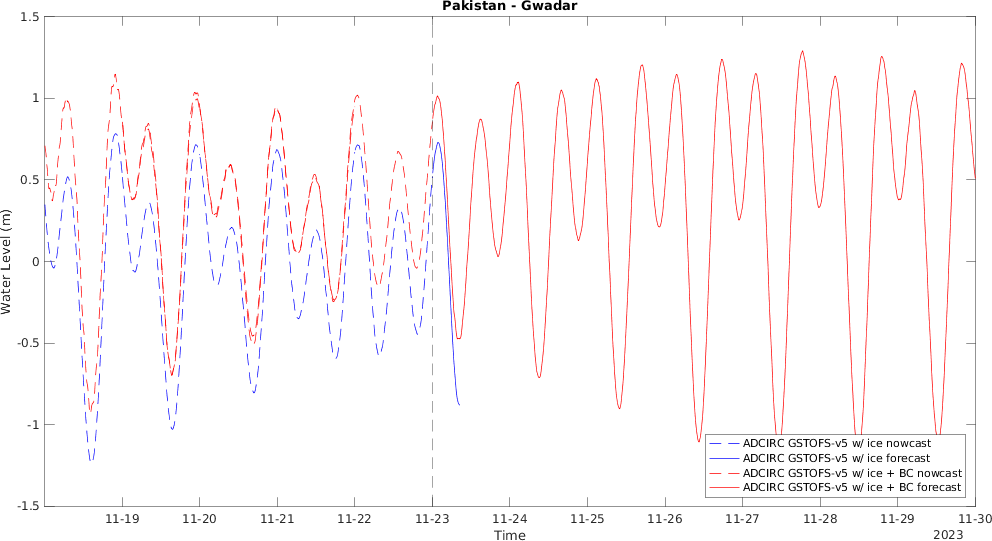 Pakistan - Gwadar
1.5
1
0.5
0
-0.5
-1
-1.5
Water Level (m)
11-19 11-20 11-21 11-22 11-23 11-24 11-25 11-26 11-27 11-28 11-29 11-30
Time
2023
ADCIRC GSTOFS-v5 w/ ice nowcast
ADCIRC GSTOFS-v5 w/ ice forecast
ADCIRC GSTOFS-v5 w/ ice + BC nowcast
ADCIRC GSTOFS-v5 w/ ice + BC forecast